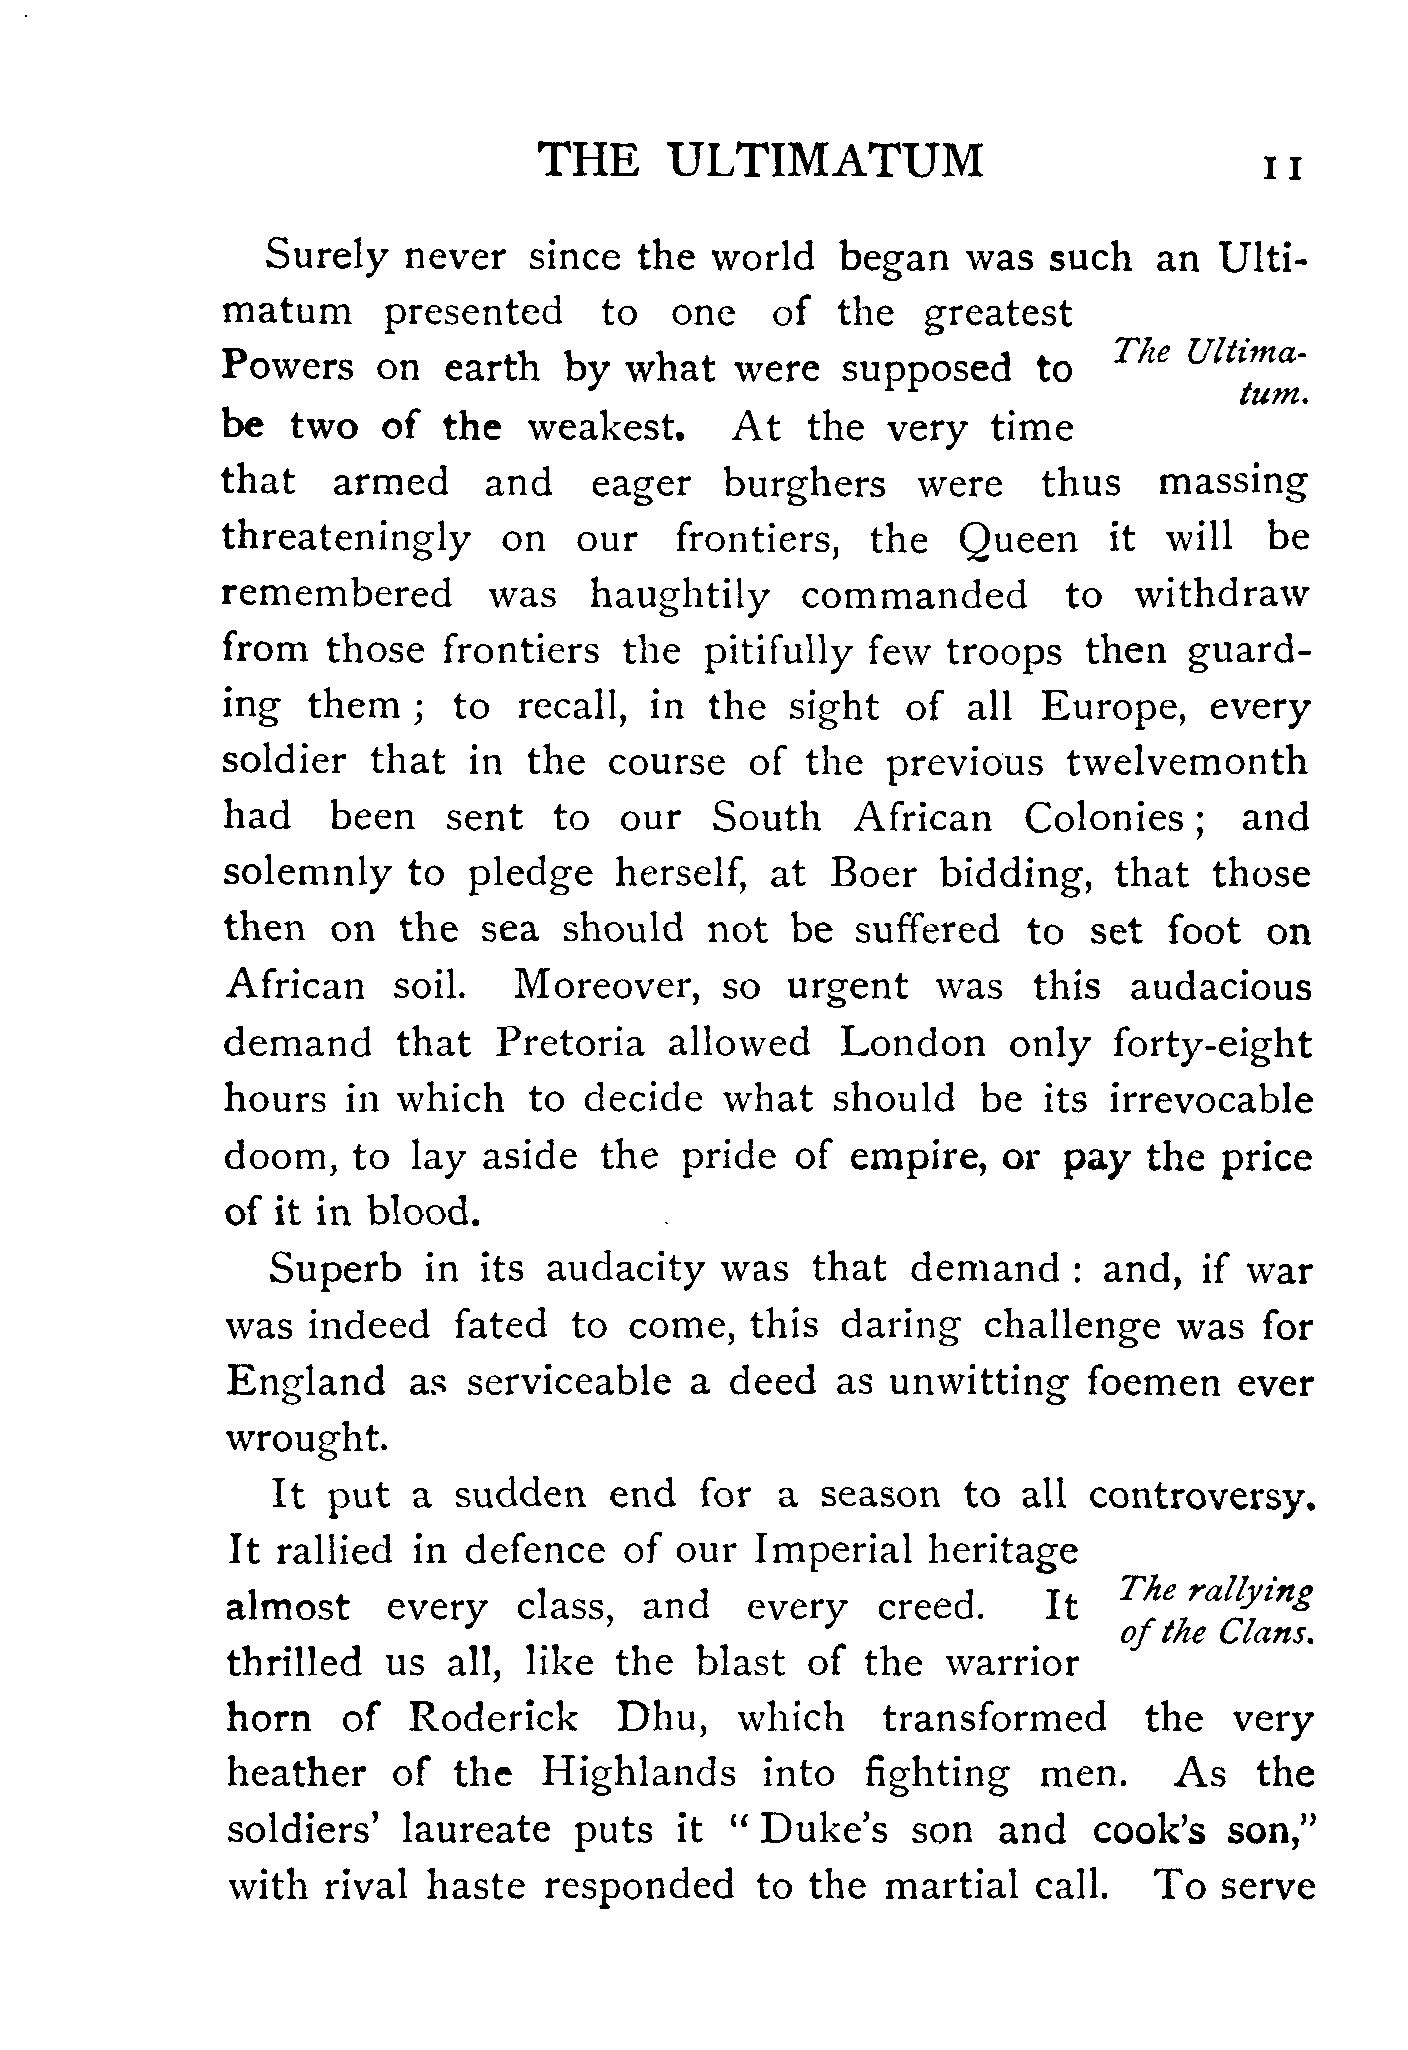 THE ULTIMATUM 11
Surely never since the world began was such an Ulti-
matum presented to one of the greatest
Powers on earth by what were supposed to
The Ultima-
tum.
be two of the weakest. At the very time
that armed and eager burghers were thus massing
threateningly on our frontiers, the Queen it will be
remembered was haughtily commanded to withdraw
from those frontiers the pitifully few troops then guard-
ing them ; to recall, in the sight of all Europe, every
soldier that in the course of the previous twelvemonth
had been sent to our South African Colonies ; and
solemnly to pledge herself, at Boer bidding, that those
then on the sea should not be suffered to set foot on
African soil. Moreover, so urgent was this audacious
demand that Pretoria allowed London only forty-eight
hours in which to decide what should be its irrevocable
doom, to lay aside the pride of empire, or pay the price
of it in blood.
Superb in its audacity was that demand : and, if war
was indeed fated to come, this daring challenge was for
England as serviceable a deed as unwitting foemen ever
wrought.
It put a sudden end for a season to all controversy.
It rallied in defence of our Imperial heritage
almost every class, and every creed. It
The rallying
of the Clans.
thrilled us all, like the blast of the warrior
horn of Roderick Dhu, which transformed the very
heather of the Highlands into fighting men. As the
soldiers' laureate puts it “ Duke's son and cook's son,”
with rival haste responded to the martial call. To serve